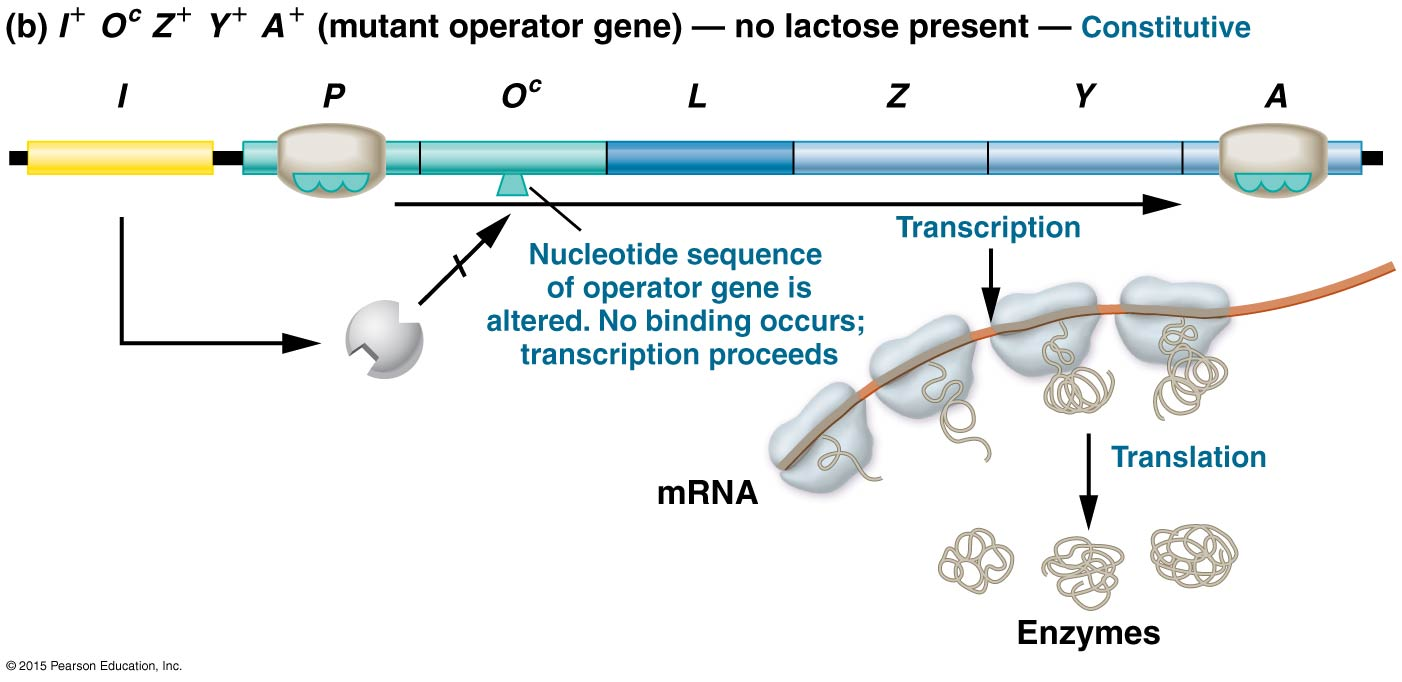 (b) I⁺ Oᶜ Z⁺ Y⁺ A⁺ (mutant operator gene) — no lactose present — Constitutive
I P Oᶜ L Z Y A
Transcription
Nucleotide sequence
of operator gene is
altered. No binding occurs;
transcription proceeds
mRNA
Translation
Enzymes
© 2015 Pearson Education, Inc.